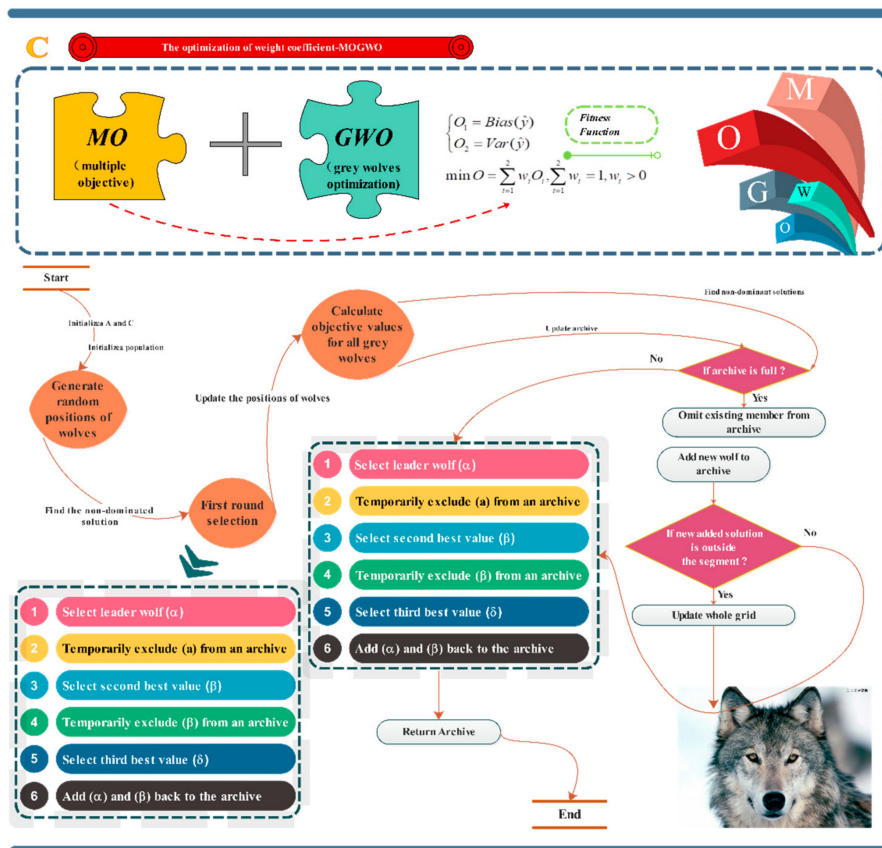 C
The optimization of weight coefficient-MOGWO
MO
(multiple
objective)
GWO
(grey wolves
optimization)
{O₁ = Bias(ŷ)
O₂ = Var(ŷ)
min O = ∑²ₜ₌₁ wₜOₜ, ∑²ₜ₌₁ wₜ = 1, wₜ > 0
Fitness
Function
M
O
G
W
O
Start
Initializea A and C
Initializea population
Generate
random
positions of
wolves
Find the non-dominated
solution
First round
selection
Update the positions of wolves
Calculate
objective values
for all grey
wolves
Find non-dominant solutions
Update archive
If archive is full ?
No
Yes
Omit existing member from
archive
Add new wolf to
archive
If new added solution
is outside
the segment ?
No
Yes
Update whole grid
1 Select leader wolf (α)
2 Temporarily exclude (a) from an archive
3 Select second best value (β)
4 Temporarily exclude (β) from an archive
5 Select third best value (δ)
6 Add (α) and (β) back to the archive
1 Select leader wolf (α)
2 Temporarily exclude (a) from an archive
3 Select second best value (β)
4 Temporarily exclude (β) from an archive
5 Select third best value (δ)
6 Add (α) and (β) back to the archive
Return Archive
End